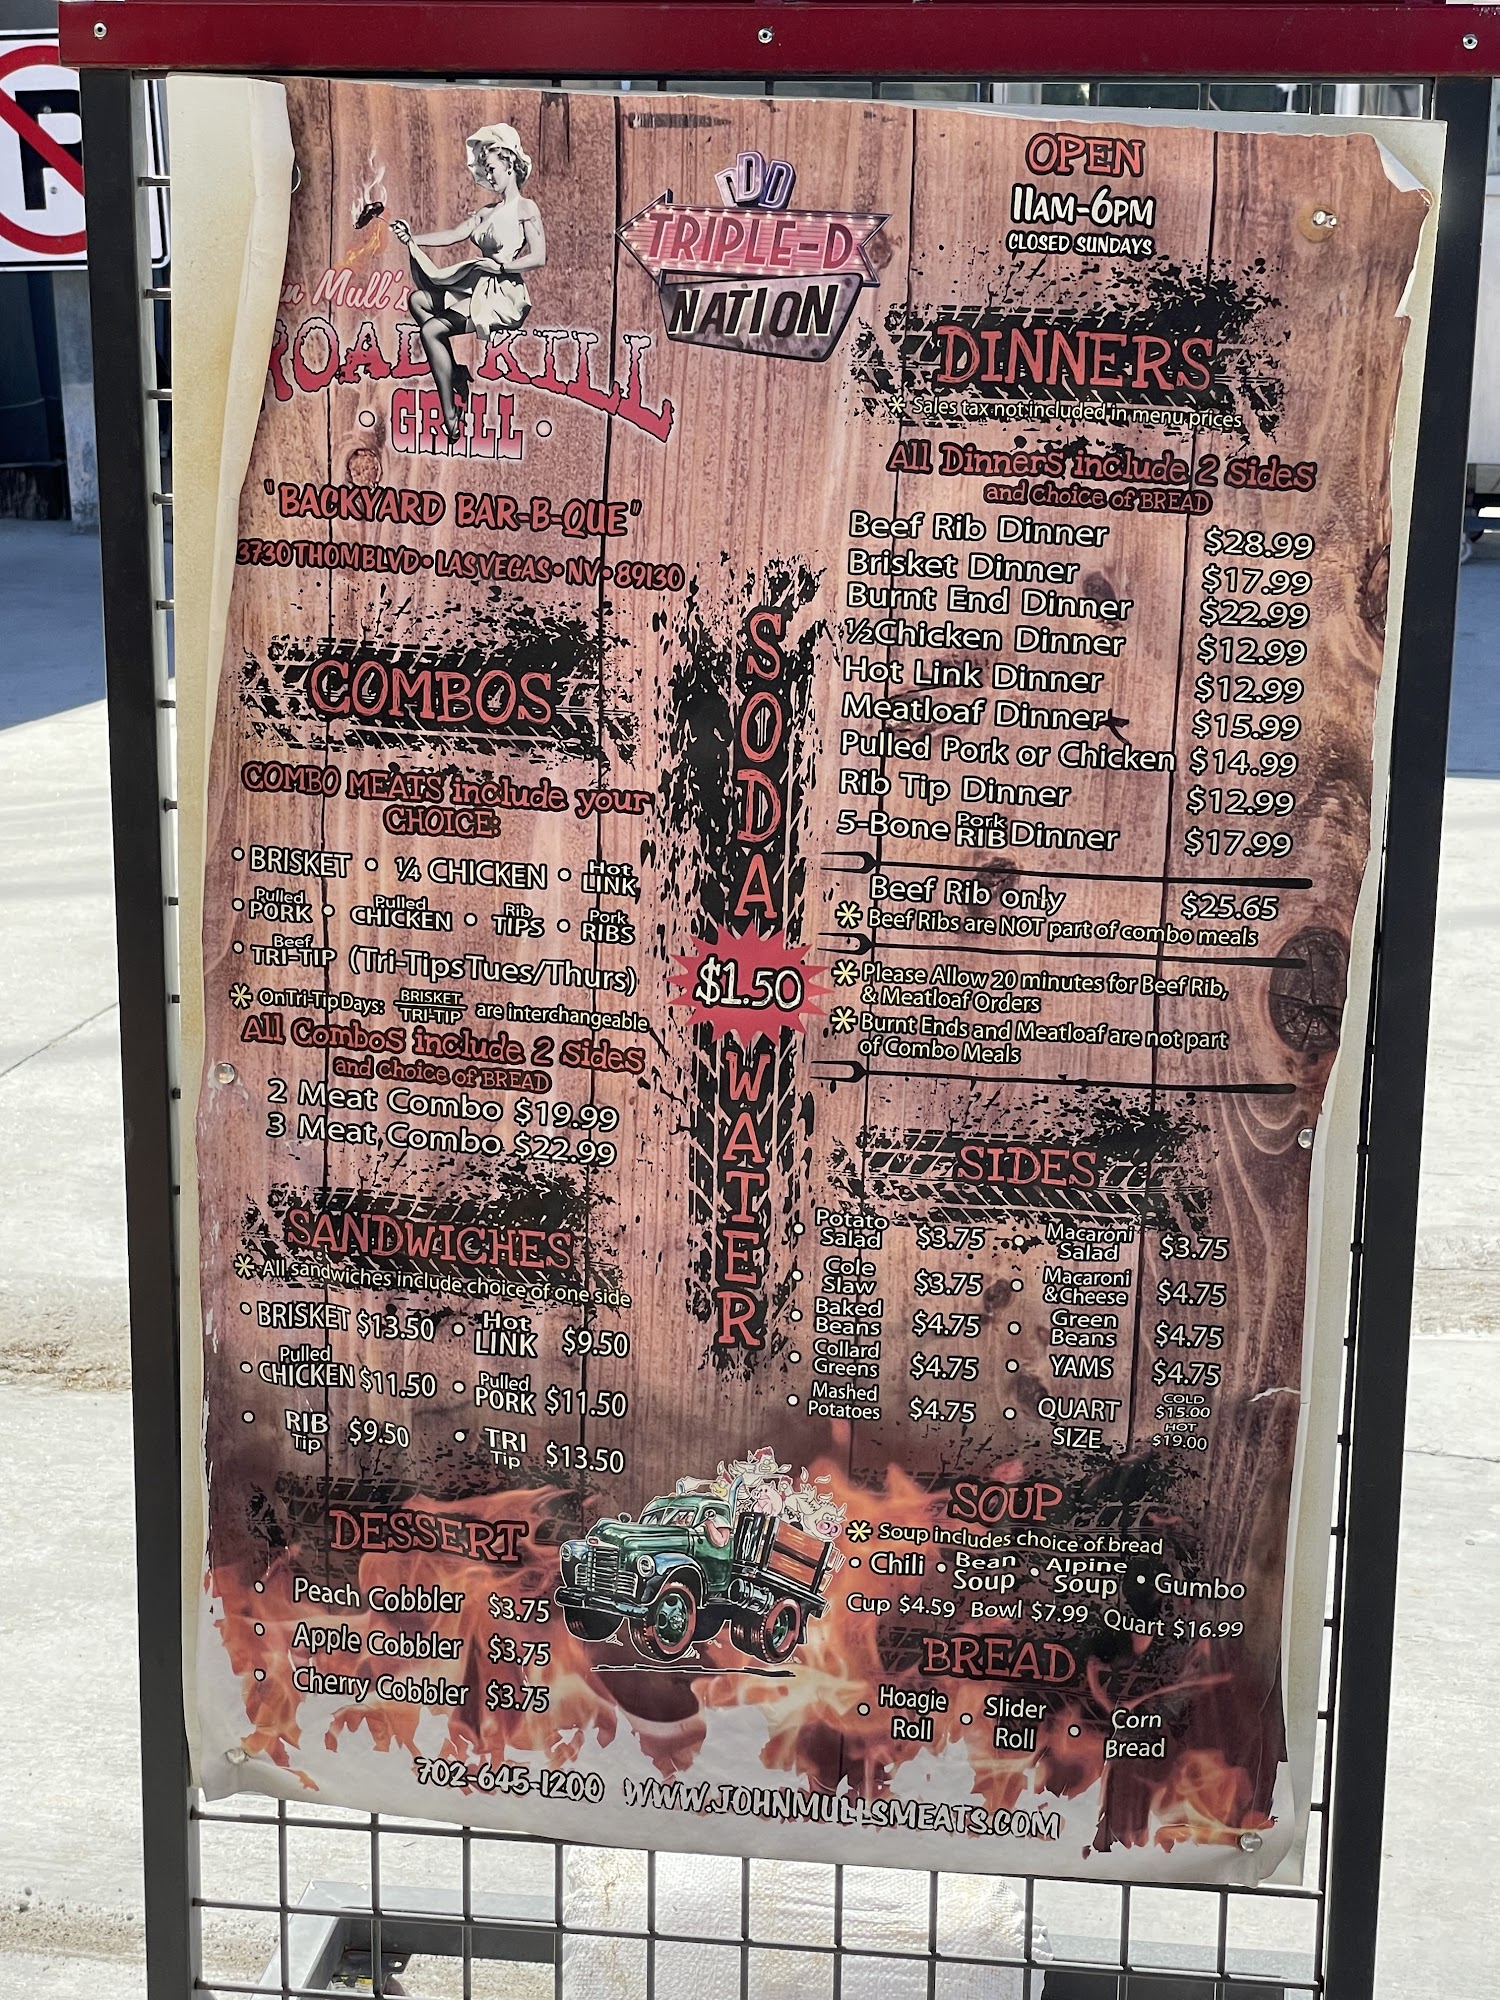 DDD
TRIPLE-D
NATION
n Mull's
ROAD KILL
GRILL
"BACKYARD BAR-B-QUE"
3730 THOM BLVD • LAS VEGAS • NV • 89130
COMBOS
COMBO MEATS include your
CHOICE:
• BRISKET • ¼ CHICKEN • Hot LINK
• Pulled PORK • Pulled CHICKEN • Rib TIPS • Pork RIBS
• Beef TRI-TIP (Tri-Tips Tues/Thurs)
* On Tri-Tip Days: BRISKET TRI-TIP are interchangeable
All Combos include 2 sides
and choice of BREAD
2 Meat Combo $19.99
3 Meat Combo $22.99
SANDWICHES
* All sandwiches include choice of one side
• BRISKET $13.50 • Hot LINK $9.50
• Pulled CHICKEN $11.50 • Pulled PORK $11.50
• RIB Tip $9.50 • TRI Tip $13.50
DESSERT
• Peach Cobbler $3.75
• Apple Cobbler $3.75
• Cherry Cobbler $3.75
SODA
$1.50
WATER
OPEN
11AM-6PM
CLOSED SUNDAYS
DINNERS
* Sales tax not included in menu prices
All Dinners include 2 sides
and choice of BREAD
Beef Rib Dinner $28.99
Brisket Dinner $17.99
Burnt End Dinner $22.99
½ Chicken Dinner $12.99
Hot Link Dinner $12.99
Meatloaf Dinner $15.99
Pulled Pork or Chicken $14.99
Rib Tip Dinner $12.99
5-Bone Pork RIB Dinner $17.99
Beef Rib only $25.65
* Beef Ribs are NOT part of combo meals
* Please Allow 20 minutes for Beef Rib,
& Meatloaf Orders
* Burnt Ends and Meatloaf are not part
of Combo Meals
SIDES
• Potato Salad $3.75 • Macaroni Salad $3.75
• Cole Slaw $3.75 • Macaroni & Cheese $4.75
• Baked Beans $4.75 • Green Beans $4.75
• Collard Greens $4.75 • YAMS $4.75
• Mashed Potatoes $4.75 • QUART SIZE COLD $15.00 HOT $19.00
SOUP
* Soup includes choice of bread
• Chili • Bean Soup • Alpine Soup • Gumbo
Cup $4.59 Bowl $7.99 Quart $16.99
BREAD
• Hoagie Roll • Slider Roll • Corn Bread
702-645-1200 WWW.JOHNMULLSMEATS.COM